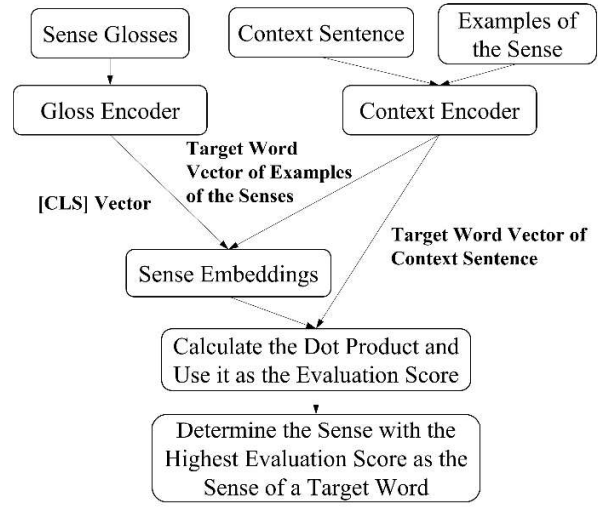 Sense Glosses
Context Sentence
Examples of
the Sense
Gloss Encoder
Context Encoder
Target Word
Vector of Examples
of the Senses
[CLS] Vector
Target Word Vector of
Context Sentence
Sense Embeddings
Calculate the Dot Product and
Use it as the Evaluation Score
Determine the Sense with the
Highest Evaluation Score as the
Sense of a Target Word